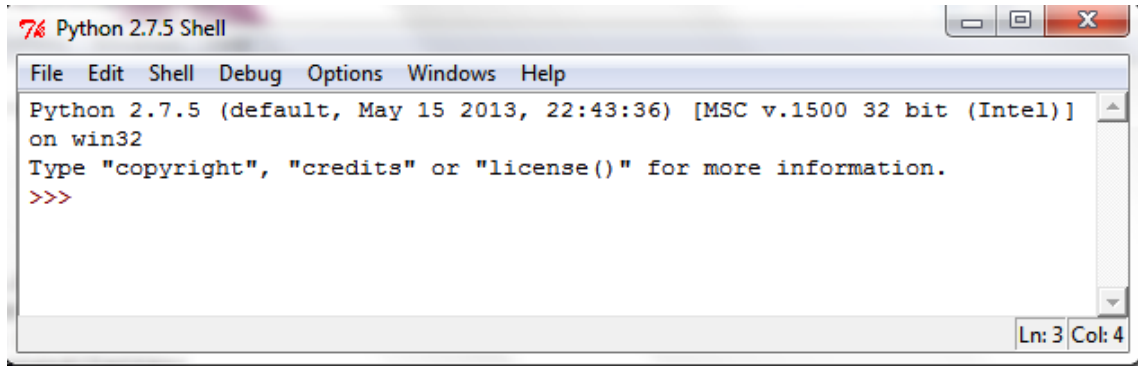 Python 2.7.5 Shell
File Edit Shell Debug Options Windows Help
Python 2.7.5 (default, May 15 2013, 22:43:36) [MSC v.1500 32 bit (Intel)]
on win32
Type "copyright", "credits" or "license()" for more information.
>>>
Ln: 3 Col: 4